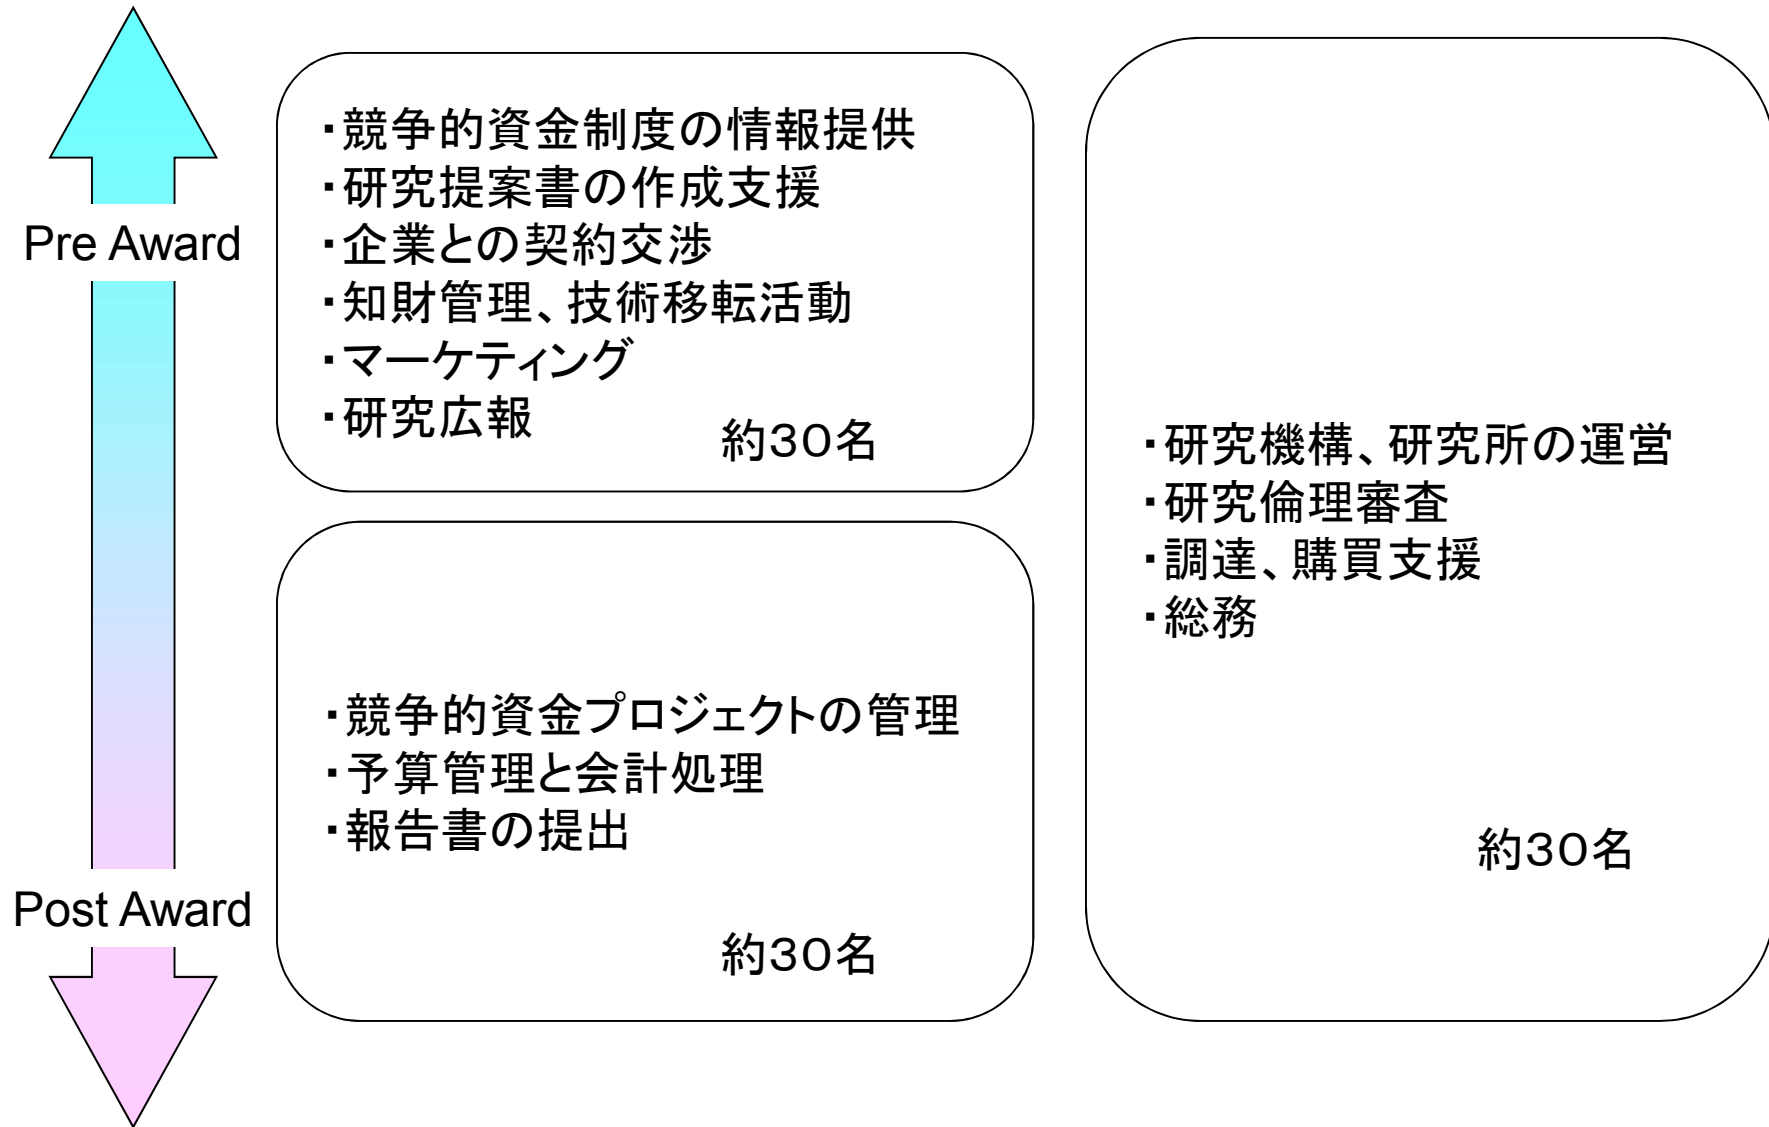 Pre Award
・競争的資金制度の情報提供
・研究提案書の作成支援
・企業との契約交渉
・知財管理、技術移転活動
・マーケティング
・研究広報
約30名
Post Award
・競争的資金プロジェクトの管理
・予算管理と会計処理
・報告書の提出
約30名
・研究機構、研究所の運営
・研究倫理審査
・調達、購買支援
・総務
約30名